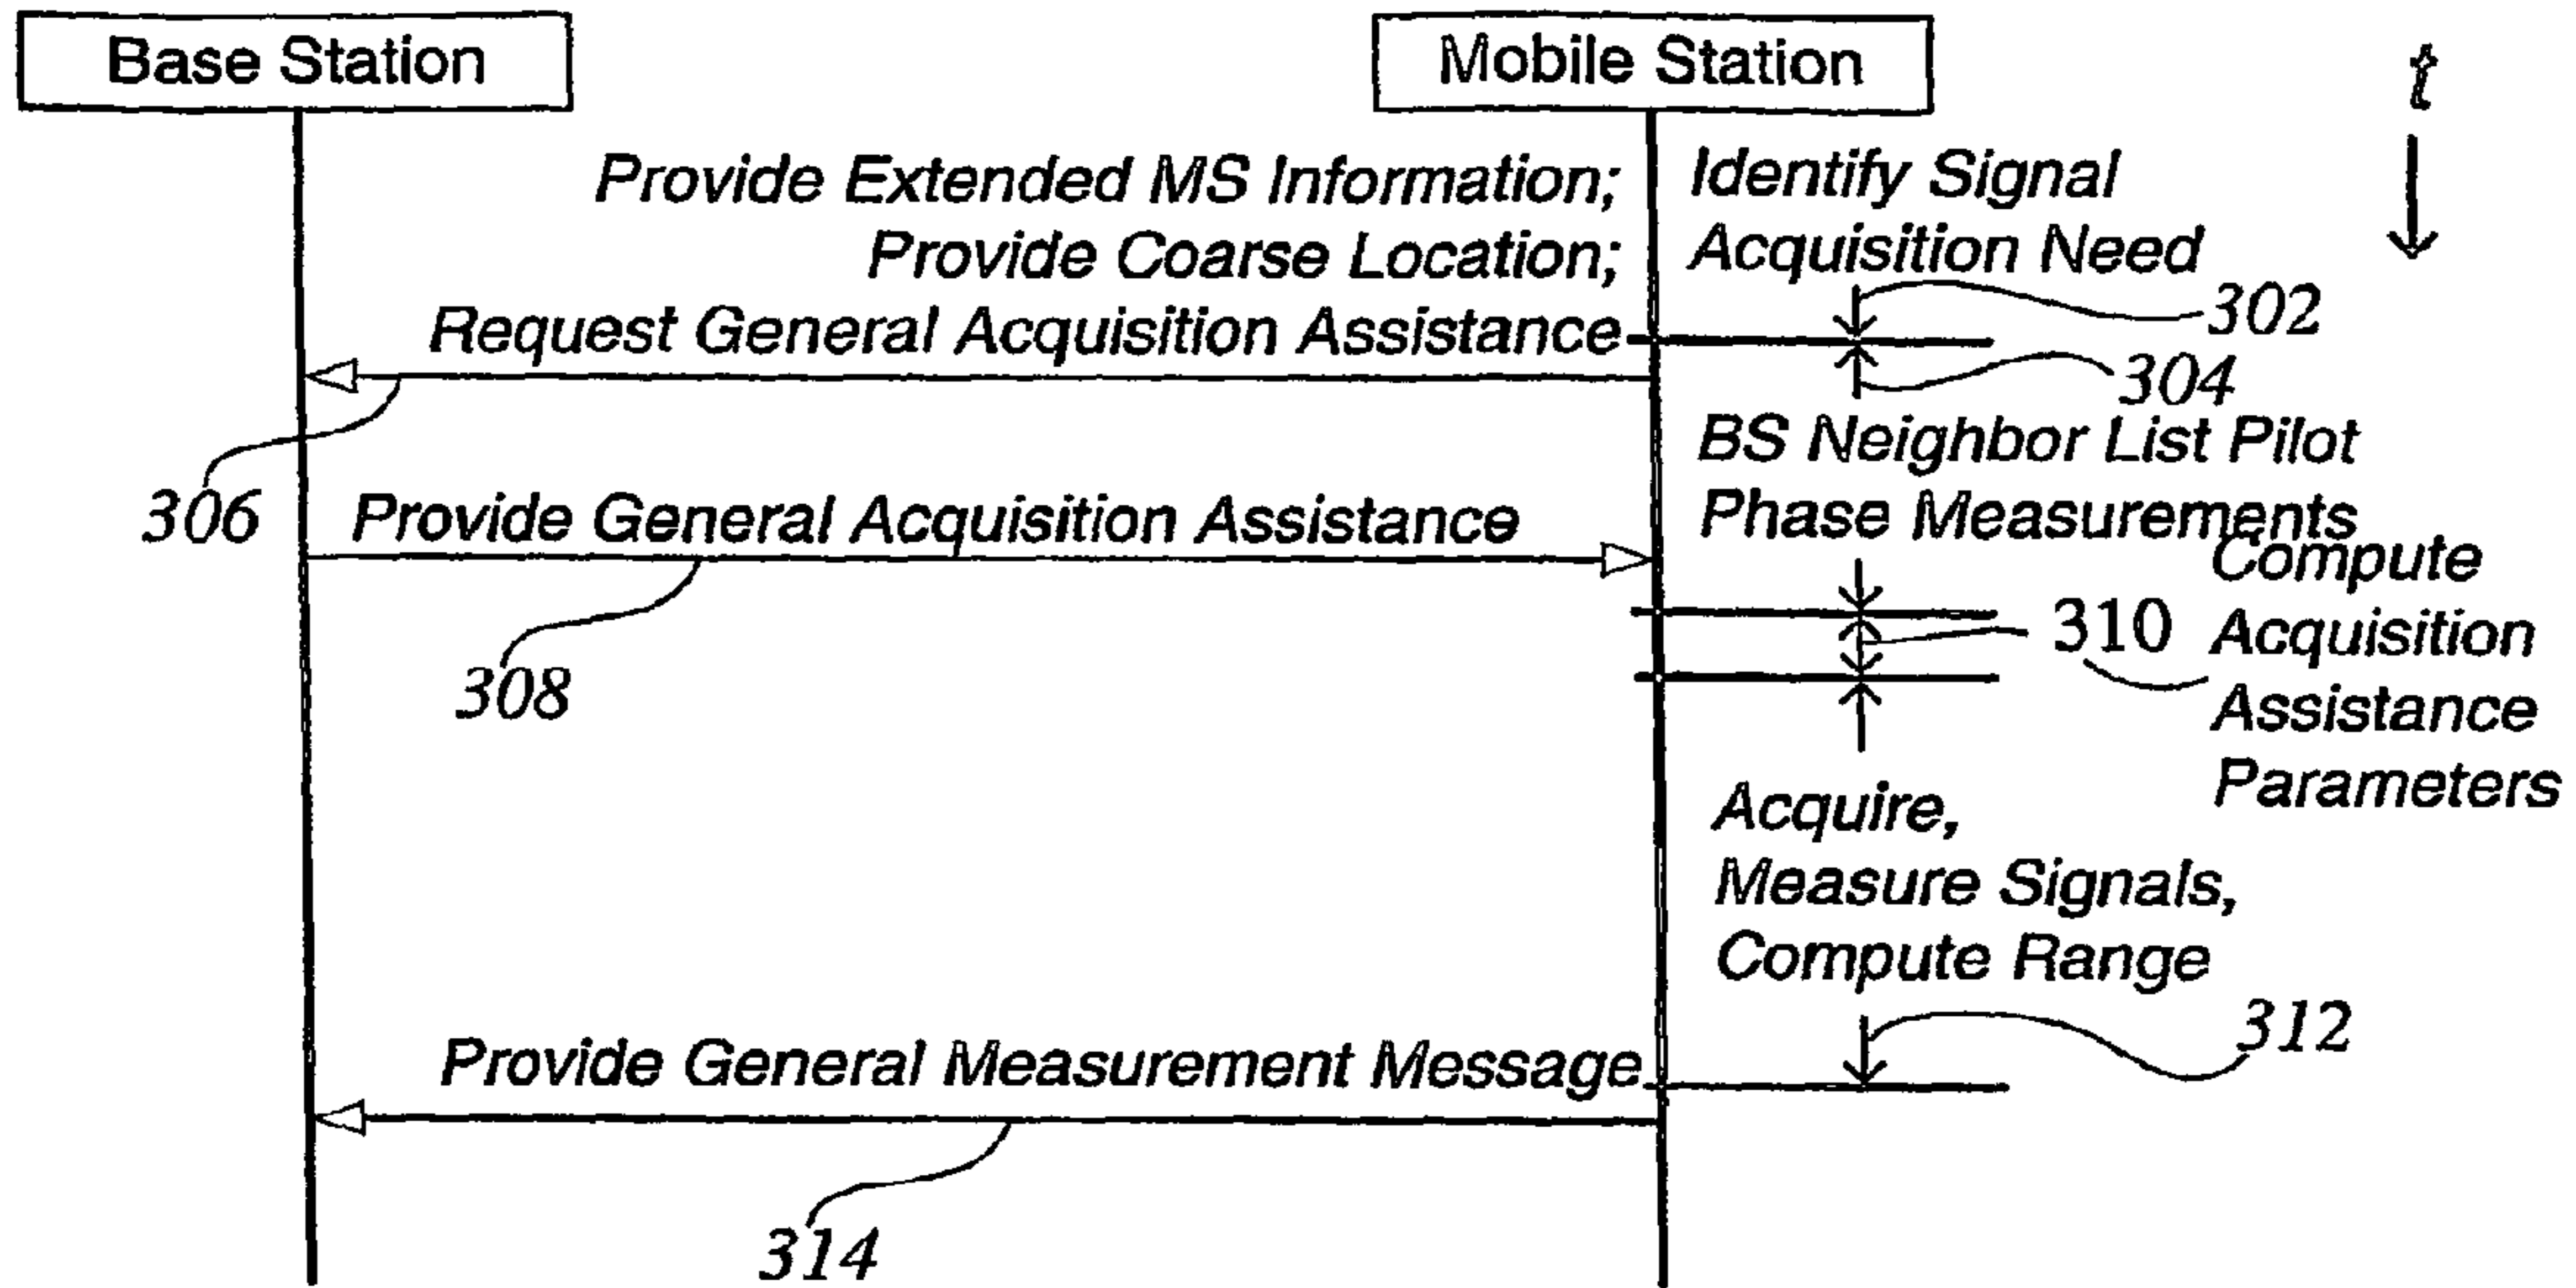 Base Station
Mobile Station
t
Provide Extended MS Information;
Provide Coarse Location;
Request General Acquisition Assistance
Identify Signal
Acquisition Need
302
304
306
BS Neighbor List Pilot
Phase Measurements
Provide General Acquisition Assistance
308
310
Compute
Acquisition
Assistance
Parameters
Acquire,
Measure Signals,
Compute Range
312
Provide General Measurement Message
314